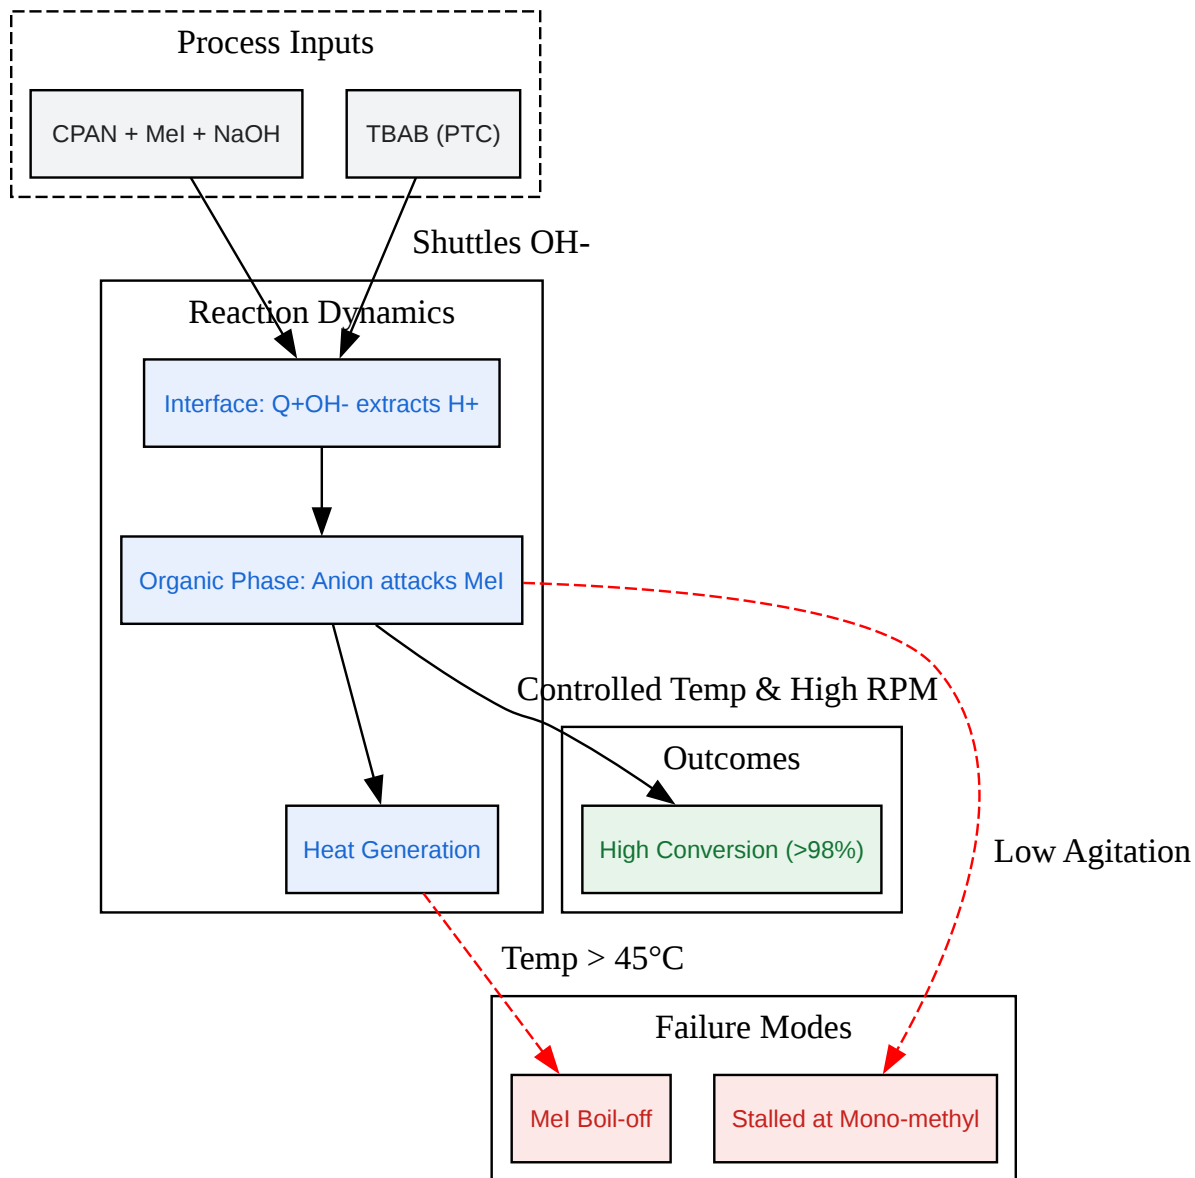 Process Inputs
CPAN + MeI + NaOH
TBAB (PTC)
Shuttles OH-
Reaction Dynamics
Interface: Q+OH- extracts H+
Organic Phase: Anion attacks MeI
Controlled Temp & High RPM
Outcomes
Heat Generation
High Conversion (>98%)
Low Agitation
Temp > 45°C
Failure Modes
MeI Boil-off
Stalled at Mono-methyl